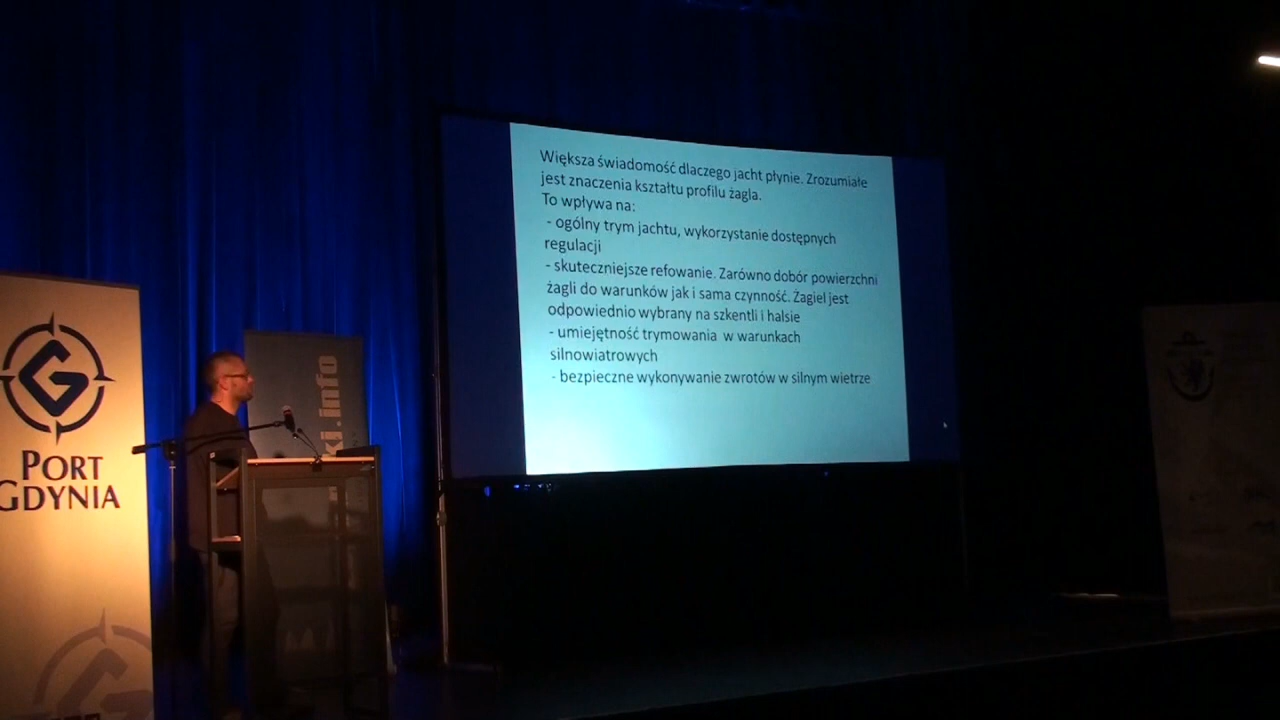 Większa świadomość dlaczego jacht płynie. Zrozumiałe
jest znaczenia kształtu profilu żagla.
To wpływa na:
- ogólny trym jachtu, wykorzystanie dostępnych
regulacji
- skuteczniejsze refowanie. Zarówno dobór powierzchni
żagli do warunków jak i sama czynność. Żagiel jest
odpowiednio wybrany na szkentli i halsie
- umiejętność trymowania w warunkach
silnowiatrowych
- bezpieczne wykonywanie zwrotów w silnym wietrze
ki.info
PORT
GDYNIA